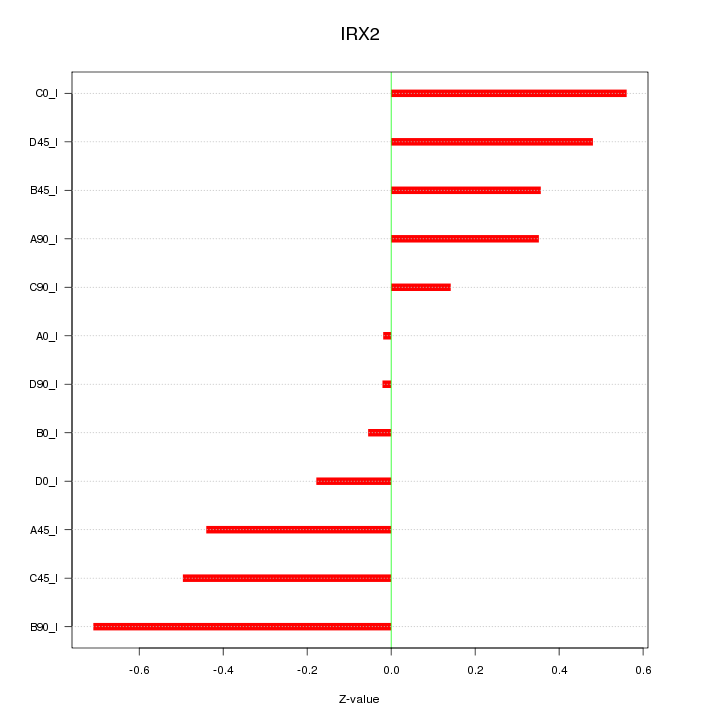 IRX2
C0_I
D45_I
B45_I
A90_I
C90_I
A0_I
D90_I
B0_I
D0_I
A45_I
C45_I
B90_I
-0.6 -0.4 -0.2 0.0 0.2 0.4 0.6
Z-value